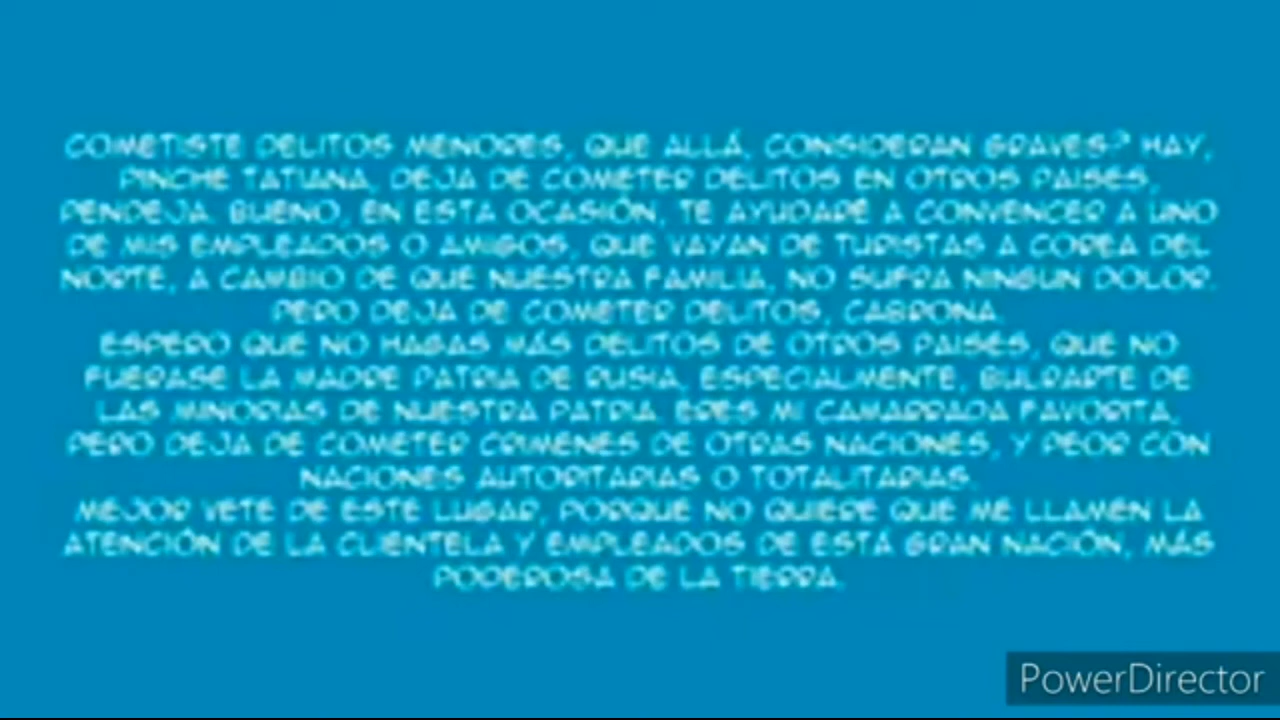 COMETISTE DELITOS MENORES, QUE ALLÁ, CONSIDERAN GRAVES? HAY,
PINCHE TATIANA, DEJA DE COMETER DELITOS EN OTROS PAISES,
PENDEJA. BUENO, EN ESTA OCASIÓN, TE AYUDARÉ A CONVENCER A UNO
DE MIS EMPLEADOS O AMIGOS, QUE VAYAN DE TURISTAS A COREA DEL
NORTE, A CAMBIO DE QUE NUESTRA FAMILIA, NO SUFRA NINGUN DOLOR.
PERO DEJA DE COMETER DELITOS, CABRONA.
ESPERO QUE NO HAGAS MÁS DELITOS DE OTROS PAISES, QUE NO
FUERASE LA MADRE PATRIA DE RUSIA, ESPECIALMENTE, BULRARTE DE
LAS MINORIAS DE NUESTRA PATRIA. ERES MI CAMARRADA FAVORITA,
PERO DEJA DE COMETER CRIMENES DE OTRAS NACIONES, Y PEOR CON
NACIONES AUTORITARIAS O TOTALITARIAS.
MEJOR VETE DE ESTE LUGAR, PORQUE NO QUIERE QUE ME LLAMEN LA
ATENCIÓN DE LA CLIENTELA Y EMPLEADOS DE ESTÁ GRAN NACIÓN, MÁS
PODEROSA DE LA TIERRA.
PowerDirector